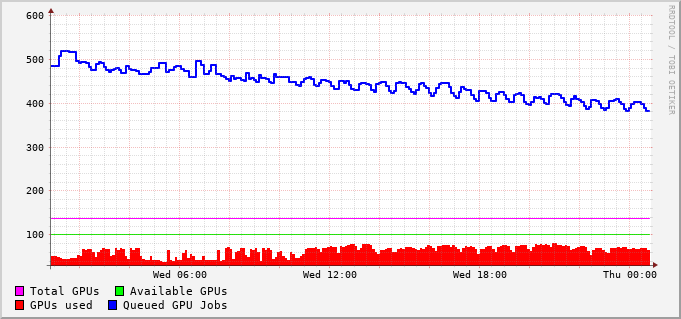 600
500
400
300
200
100
Wed 06:00 Wed 12:00 Wed 18:00 Thu 00:00
Total GPUs Available GPUs
GPUs used Queued GPU Jobs
RRDTOOL / TOBI OETIKER